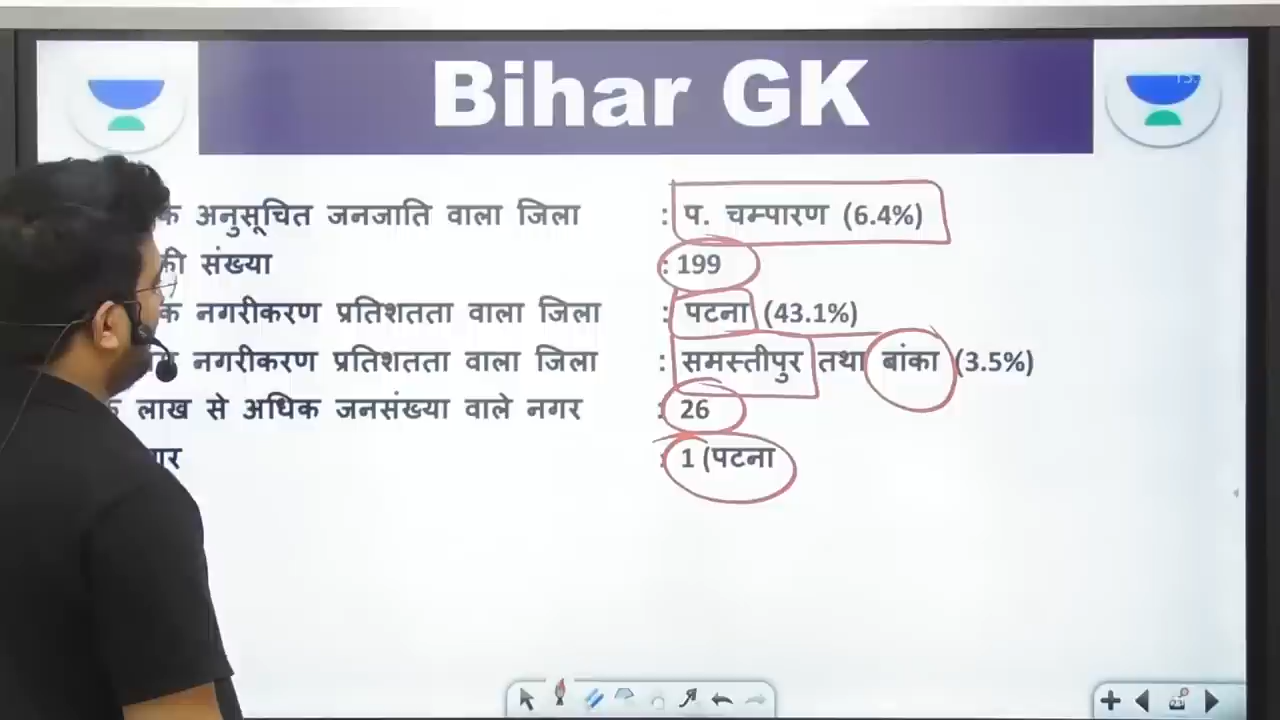 Bihar GK
अनुसूचित जनजाति वाला जिला : प. चम्पारण (6.4%)
की संख्या : 199
नगरीकरण प्रतिशतता वाला जिला : पटना (43.1%)
नगरीकरण प्रतिशतता वाला जिला : समस्तीपुर तथा बांका (3.5%)
लाख से अधिक जनसंख्या वाले नगर : 26
: 1 (पटना